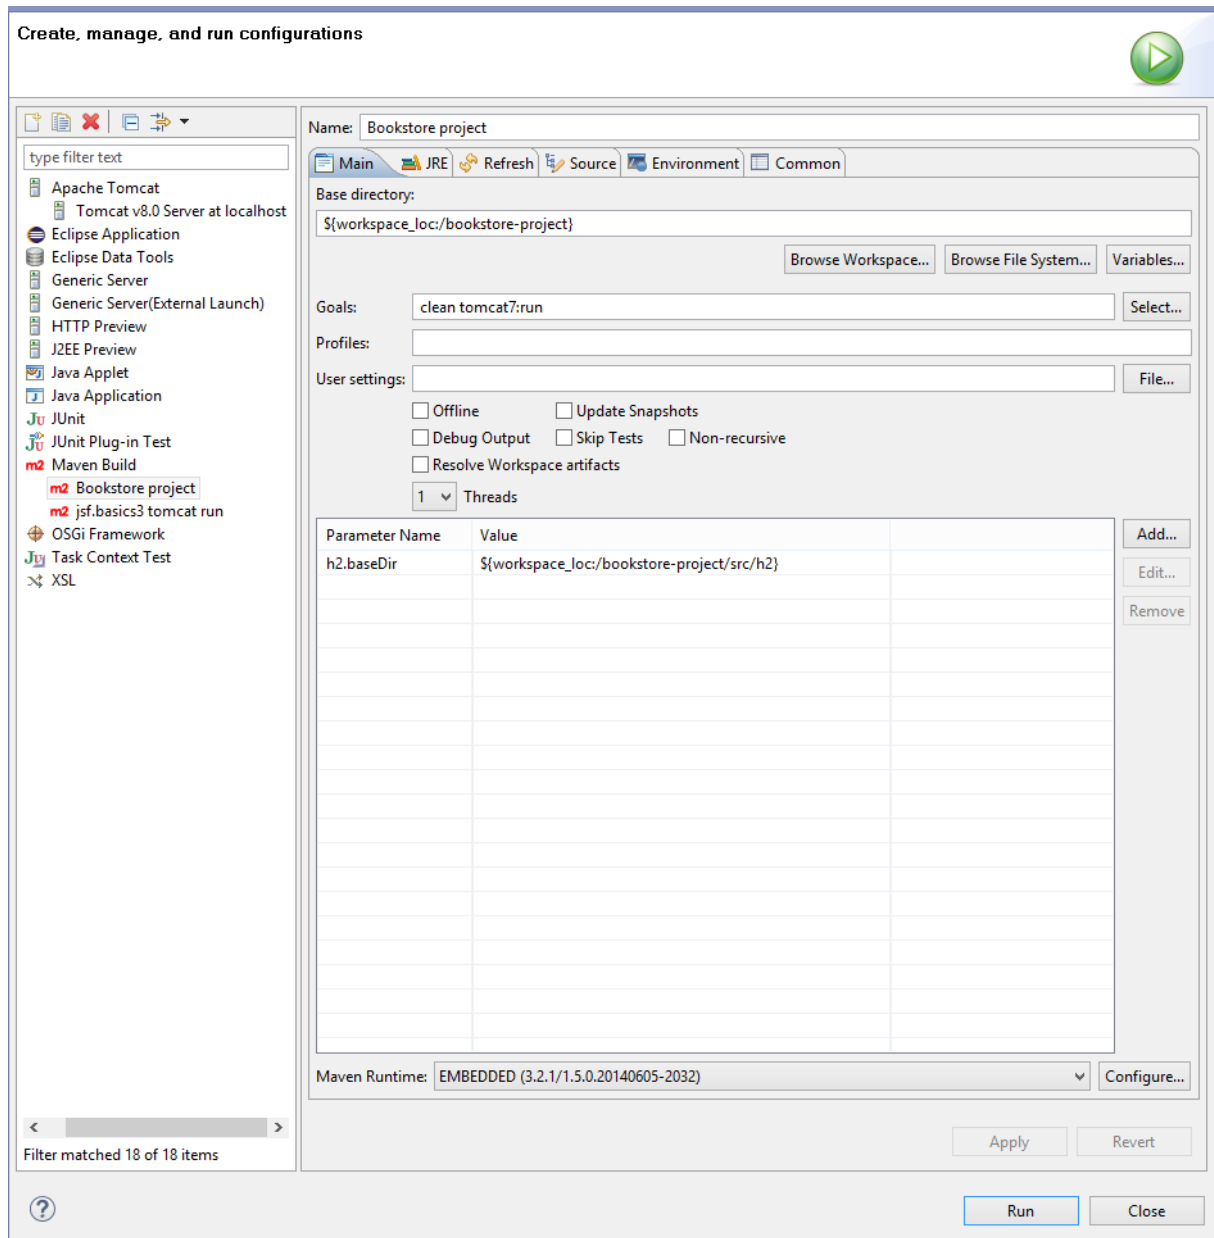 Create, manage, and run configurations
type filter text
Apache Tomcat
Tomcat v8.0 Server at localhost
Eclipse Application
Eclipse Data Tools
Generic Server
Generic Server(External Launch)
HTTP Preview
J2EE Preview
Java Applet
Java Application
Ju JUnit
Jü JUnit Plug-in Test
m2 Maven Build
m2 Bookstore project
m2 jsf.basics3 tomcat run
OSGi Framework
Ju Task Context Test
XSL
Filter matched 18 of 18 items
Name: Bookstore project
Main JRE Refresh Source Environment Common
Base directory:
${workspace_loc:/bookstore-project}
Browse Workspace... Browse File System... Variables...
Goals: clean tomcat7:run Select...
Profiles:
User settings: File...
Offline Update Snapshots
Debug Output Skip Tests Non-recursive
Resolve Workspace artifacts
1 Threads
Parameter Name Value Add...
h2.baseDir ${workspace_loc:/bookstore-project/src/h2} Edit...
Remove
Maven Runtime: EMBEDDED (3.2.1/1.5.0.20140605-2032) Configure...
Apply Revert
? Run Close